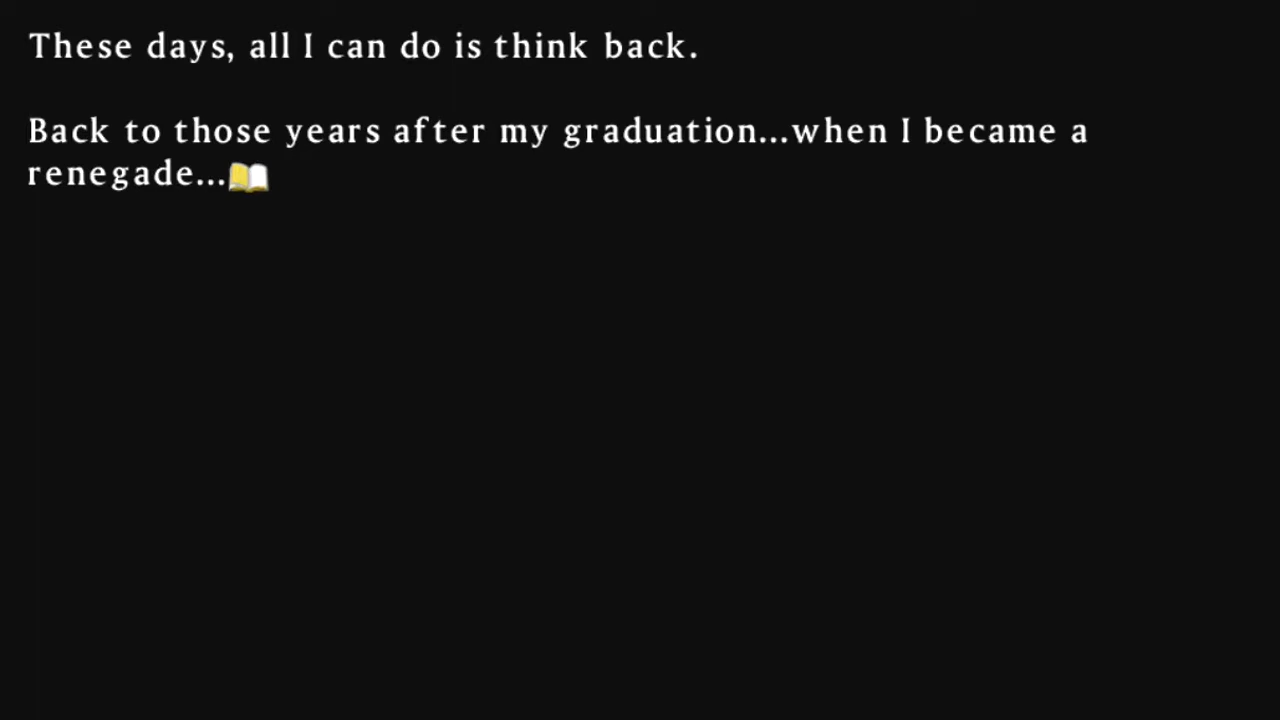 These days, all I can do is think back.
Back to those years after my graduation...when I became a
renegade...